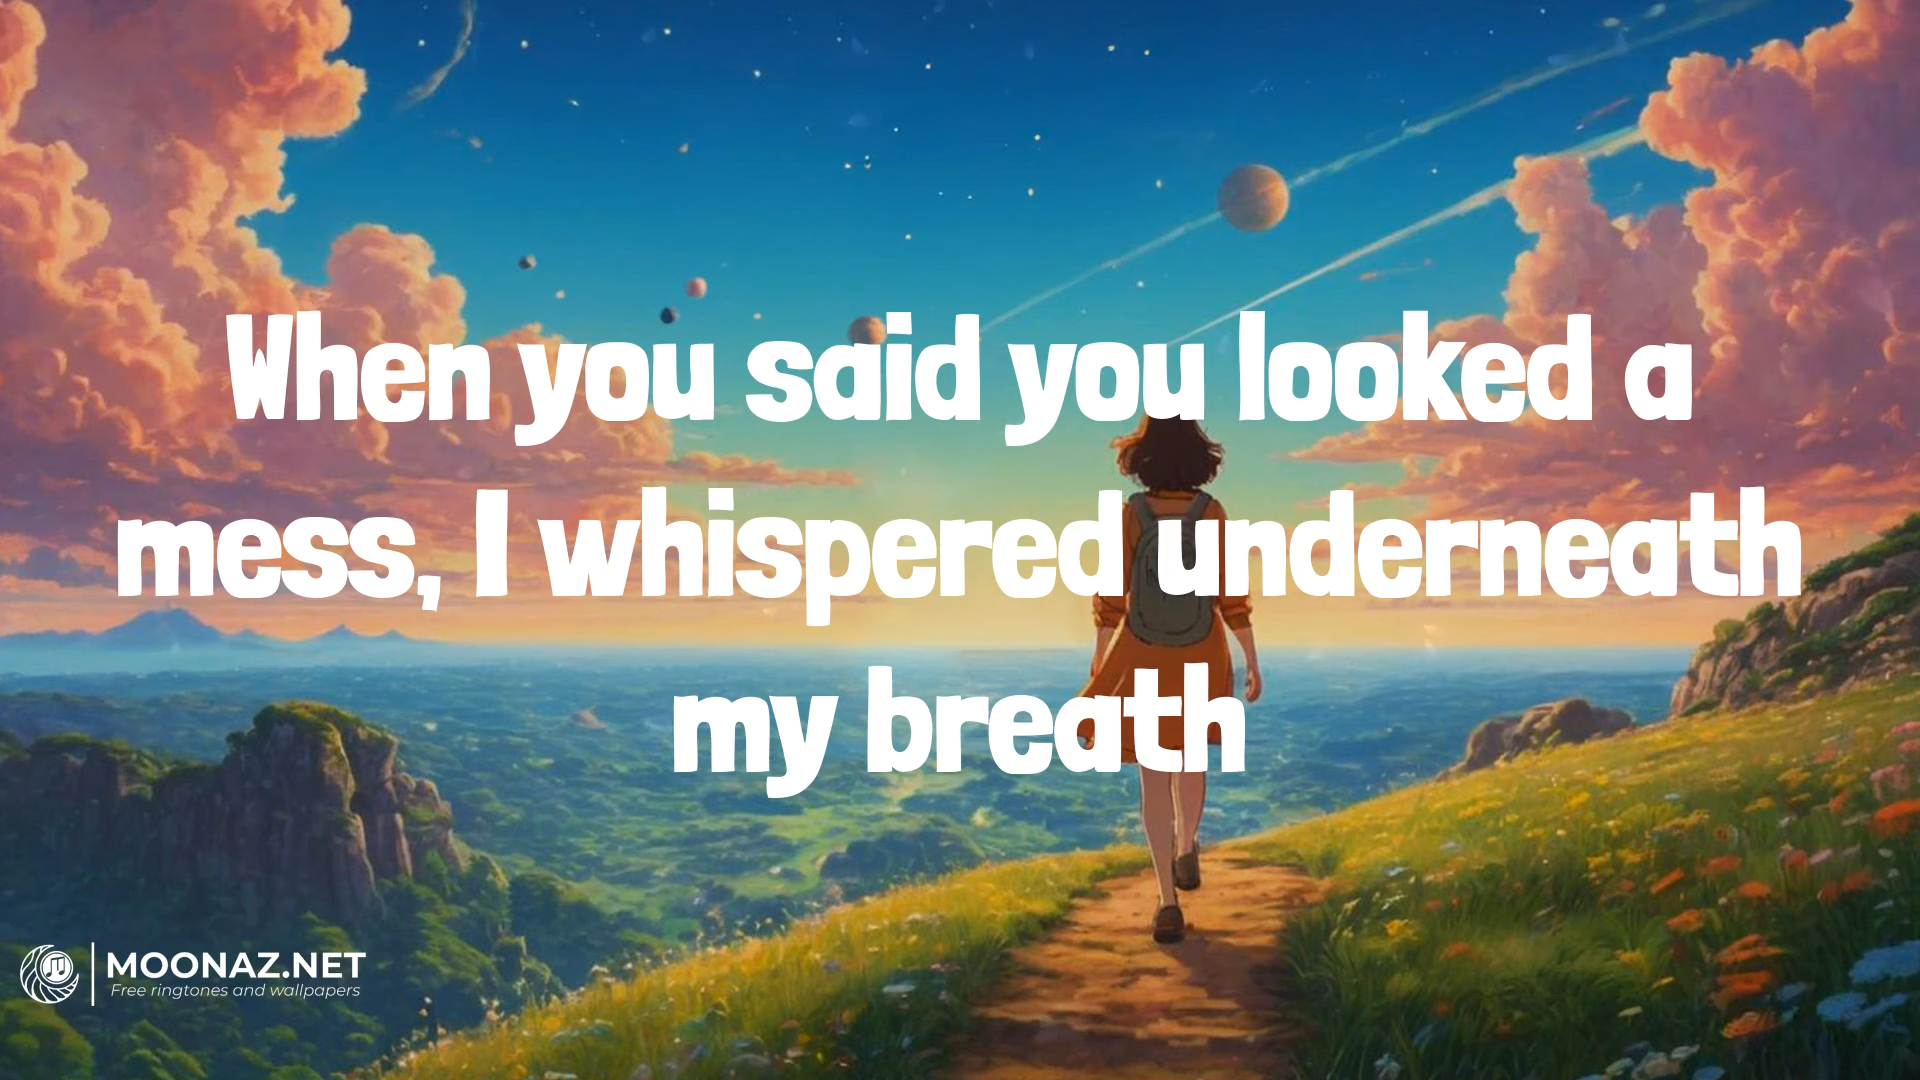 When you said you looked a
mess, I whispered underneath
my breath
MOONAZ.NET
Free ringtones and wallpapers